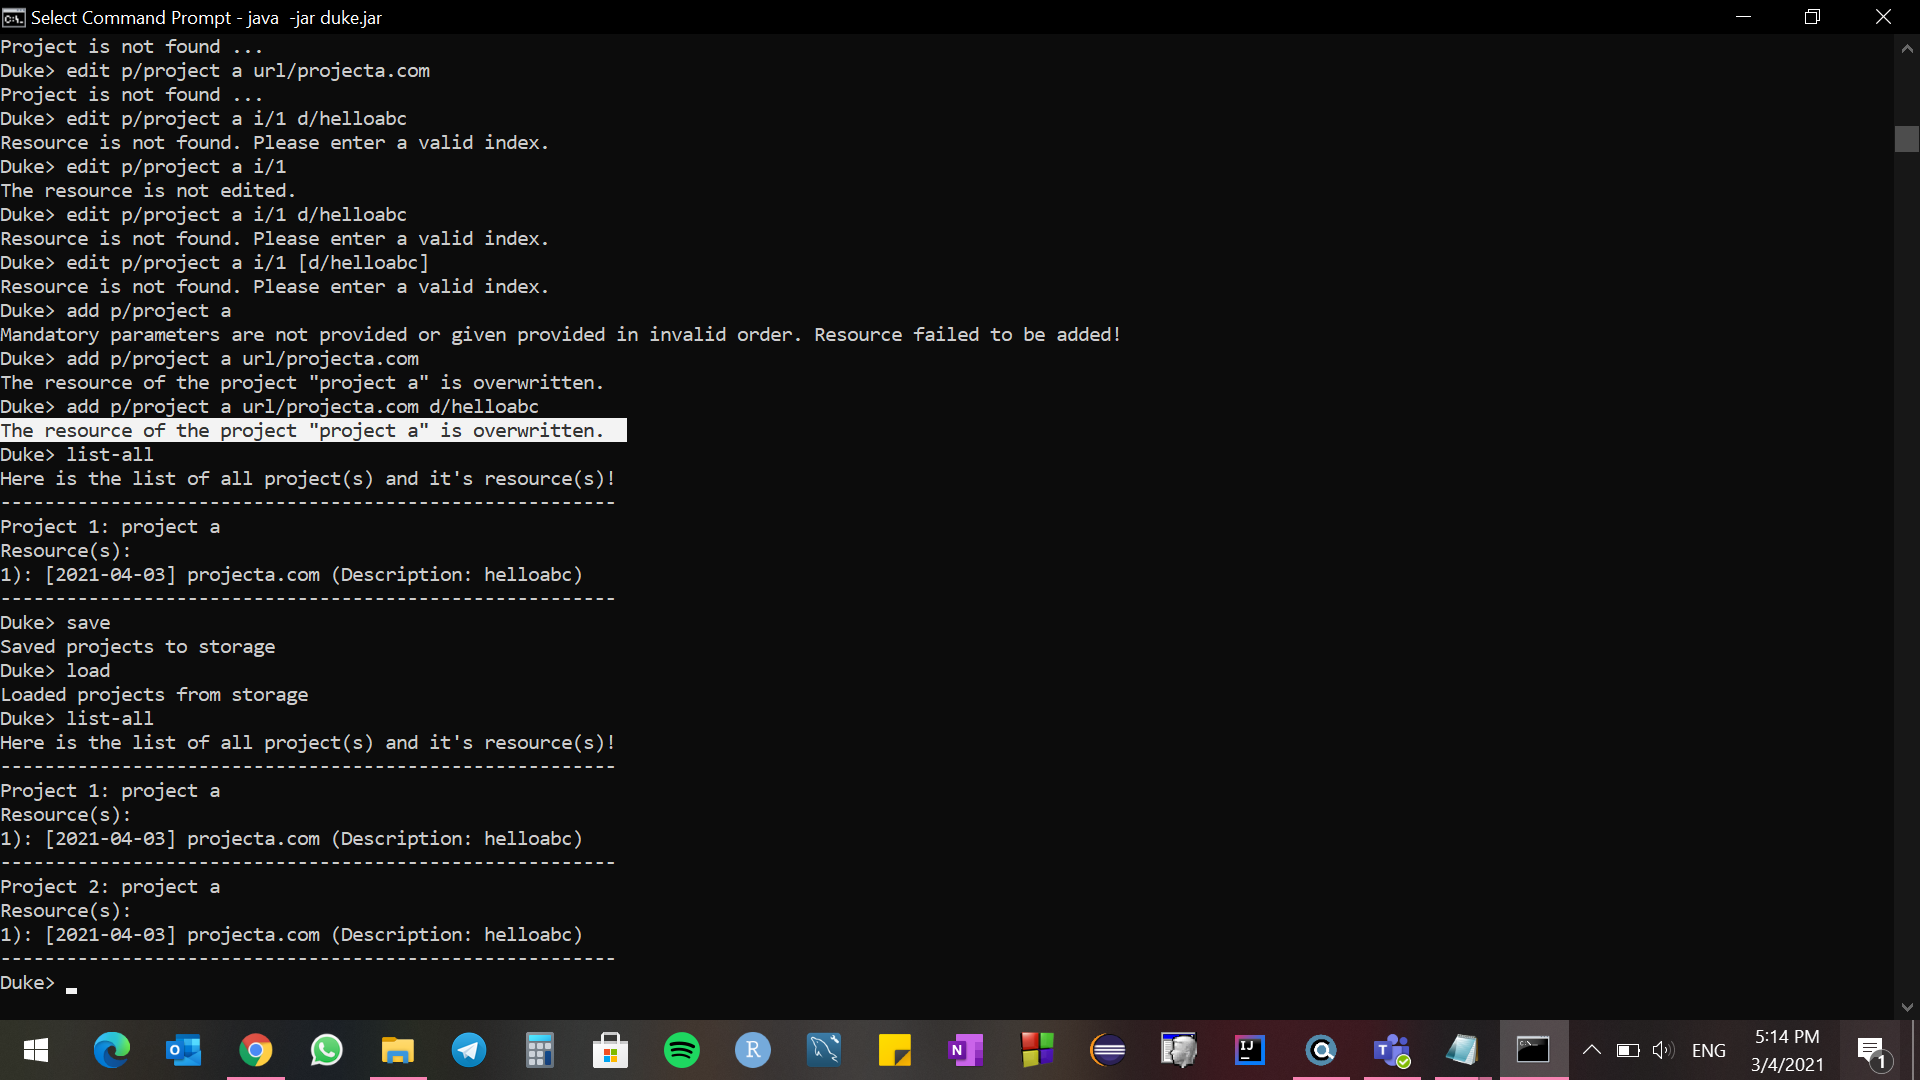 Select Command Prompt - java  -jar duke.jar
Project is not found ...
Duke> edit p/project a url/projecta.com
Project is not found ...
Duke> edit p/project a i/1 d/helloabc
Resource is not found. Please enter a valid index.
Duke> edit p/project a i/1
The resource is not edited.
Duke> edit p/project a i/1 d/helloabc
Resource is not found. Please enter a valid index.
Duke> edit p/project a i/1 [d/helloabc]
Resource is not found. Please enter a valid index.
Duke> add p/project a
Mandatory parameters are not provided or given provided in invalid order. Resource failed to be added!
Duke> add p/project a url/projecta.com
The resource of the project "project a" is overwritten.
Duke> add p/project a url/projecta.com d/helloabc
The resource of the project "project a" is overwritten.
Duke> list-all
Here is the list of all project(s) and it's resource(s)!
--------------------------------------------------------
Project 1: project a
Resource(s):
1): [2021-04-03] projecta.com (Description: helloabc)
--------------------------------------------------------
Duke> save
Saved projects to storage
Duke> load
Loaded projects from storage
Duke> list-all
Here is the list of all project(s) and it's resource(s)!
--------------------------------------------------------
Project 1: project a
Resource(s):
1): [2021-04-03] projecta.com (Description: helloabc)
--------------------------------------------------------
Project 2: project a
Resource(s):
1): [2021-04-03] projecta.com (Description: helloabc)
--------------------------------------------------------
Duke>
ENG
5:14 PM
3/4/2021
1